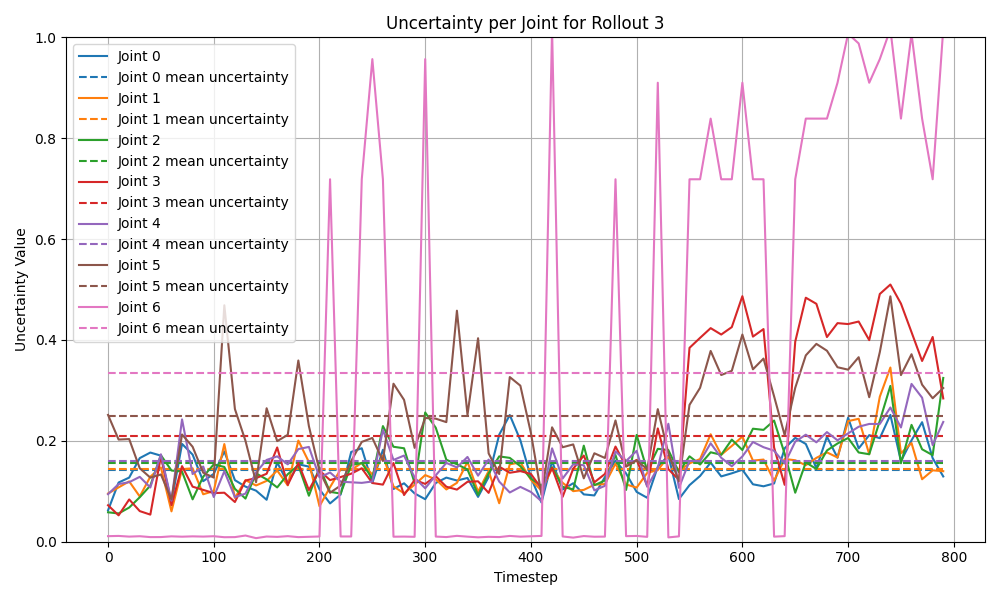 Uncertainty per Joint for Rollout 3
Uncertainty Value
1.0
0.8
0.6
0.4
0.2
0.0
Joint 0
Joint 0 mean uncertainty
Joint 1
Joint 1 mean uncertainty
Joint 2
Joint 2 mean uncertainty
Joint 3
Joint 3 mean uncertainty
Joint 4
Joint 4 mean uncertainty
Joint 5
Joint 5 mean uncertainty
Joint 6
Joint 6 mean uncertainty
0 100 200 300 400 500 600 700 800
Timestep